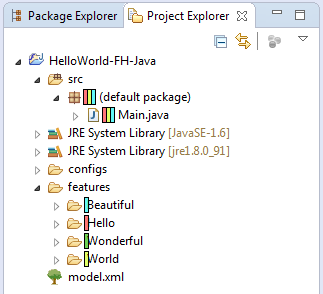 Package Explorer Project Explorer
HelloWorld-FH-Java
src
(default package)
Main.java
JRE System Library [JavaSE-1.6]
JRE System Library [jre1.8.0_91]
configs
features
Beautiful
Hello
Wonderful
World
model.xml